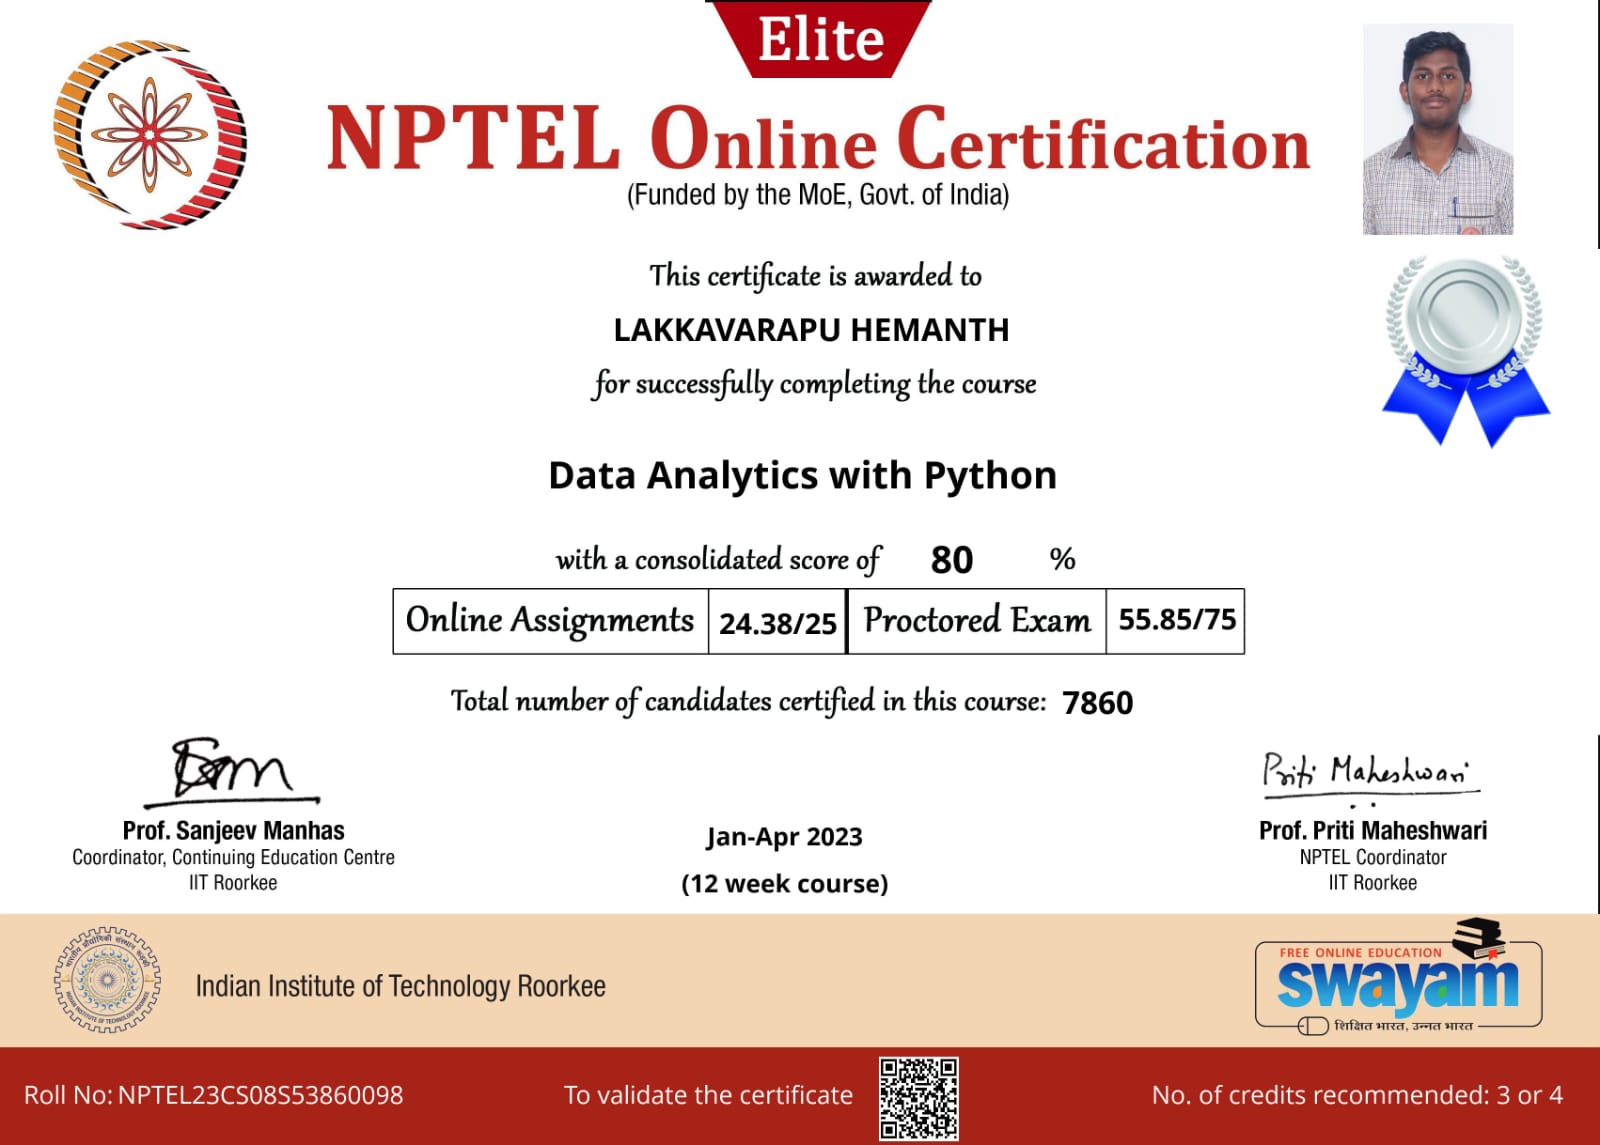 Elite
NPTEL Online Certification
(Funded by the MoE, Govt. of India)
This certificate is awarded to
LAKKAVARAPU HEMANTH
for successfully completing the course
Data Analytics with Python
with a consolidated score of 80 %
Online Assignments 24.38/25 Proctored Exam 55.85/75
Total number of candidates certified in this course: 7860
Priti Maheshwari
Prof. Sanjeev Manhas
Coordinator, Continuing Education Centre
IIT Roorkee
Jan-Apr 2023
(12 week course)
Prof. Priti Maheshwari
NPTEL Coordinator
IIT Roorkee
Indian Institute of Technology Roorkee
FREE ONLINE EDUCATION
swayam
शिक्षित भारत, उन्नत भारत
Roll No: NPTEL23CS08S53860098
To validate the certificate
No. of credits recommended: 3 or 4